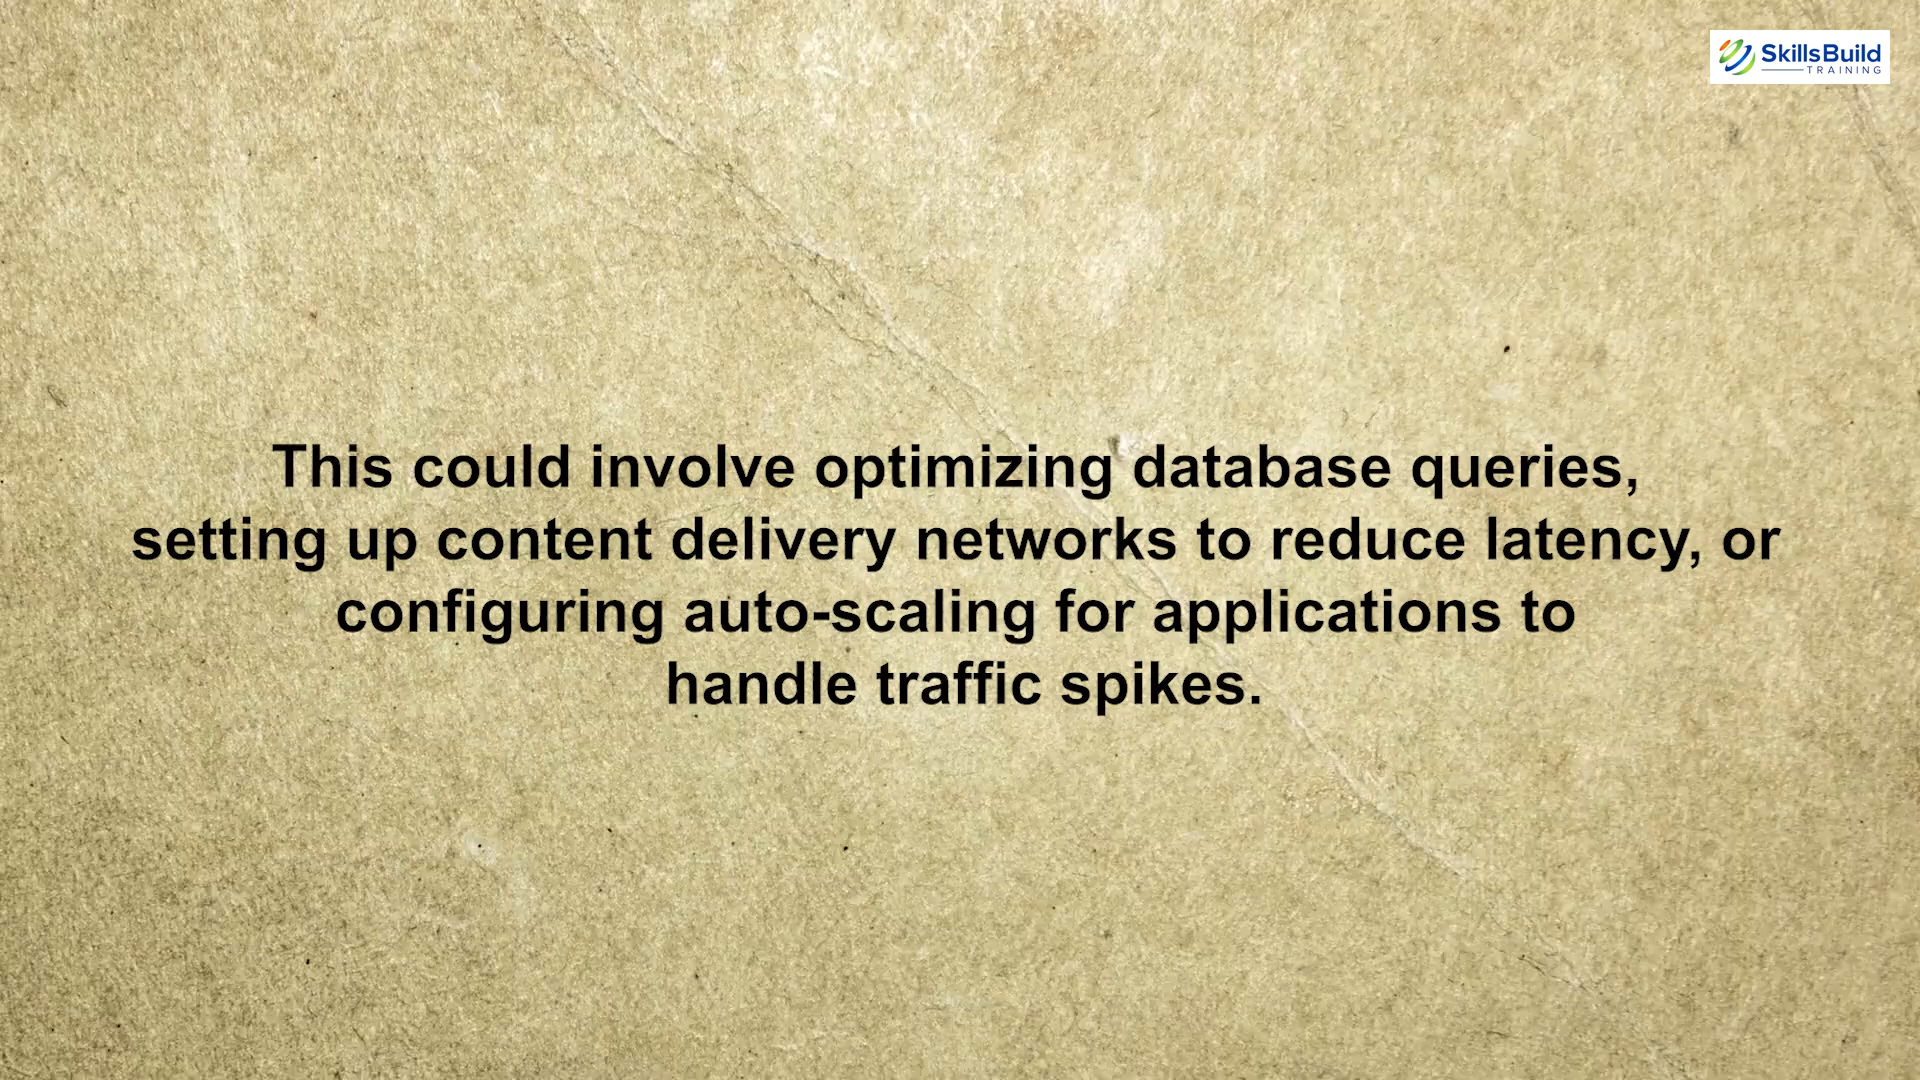 SkillsBuild
TRAINING
This could involve optimizing database queries,
setting up content delivery networks to reduce latency, or
configuring auto-scaling for applications to
handle traffic spikes.